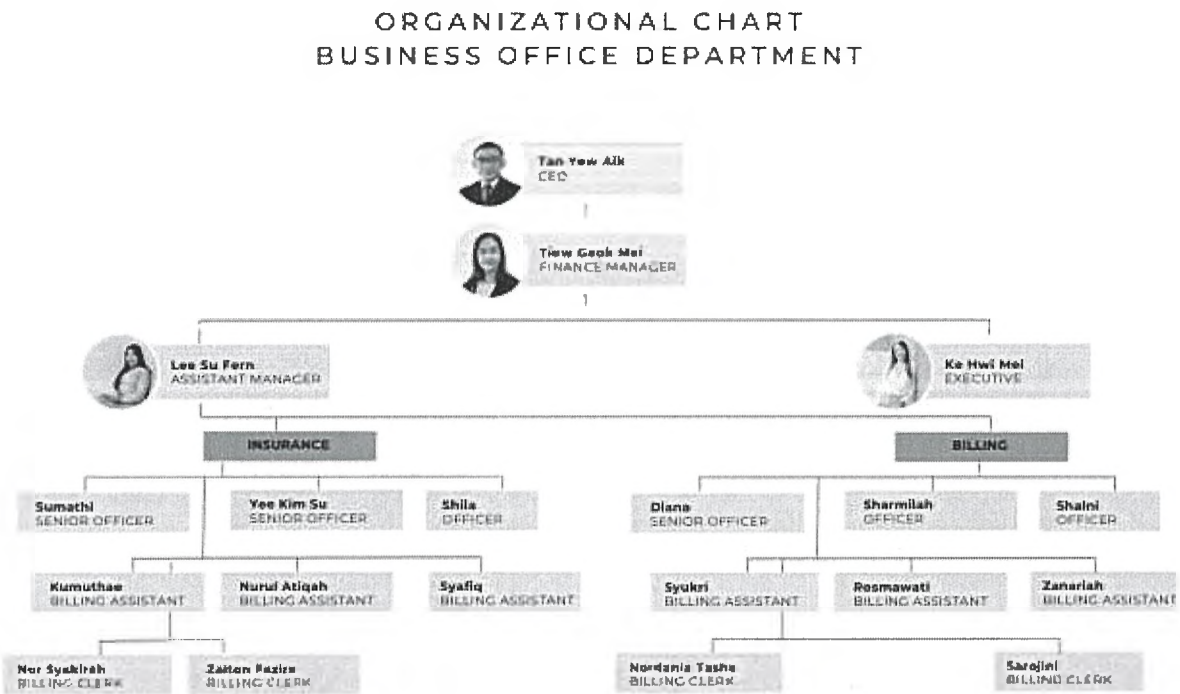 ORGANIZATIONAL CHART
BUSINESS OFFICE DEPARTMENT
Tan Yew Aik
CEO
Tiew Geok Mei
FINANCE MANAGER
Lee Su Fern
ASSISTANT MANAGER
Ke Hwi Mei
EXECUTIVE
INSURANCE
BILLING
Sumathi
SENIOR OFFICER
Yee Kim Su
SENIOR OFFICER
Shila
OFFICER
Diana
SENIOR OFFICER
Sharmilah
OFFICER
Shalni
OFFICER
Kumuthae
BILLING ASSISTANT
Nurul Atiqah
BILLING ASSISTANT
Syafiq
BILLING ASSISTANT
Syukri
BILLING ASSISTANT
Rosmawati
BILLING ASSISTANT
Zanariah
BILLING ASSISTANT
Nor Syakirah
BILLING CLERK
Zaiton Fazira
BILLING CLERK
Nordania Tasha
BILLING CLERK
Sarojini
BILLING CLERK